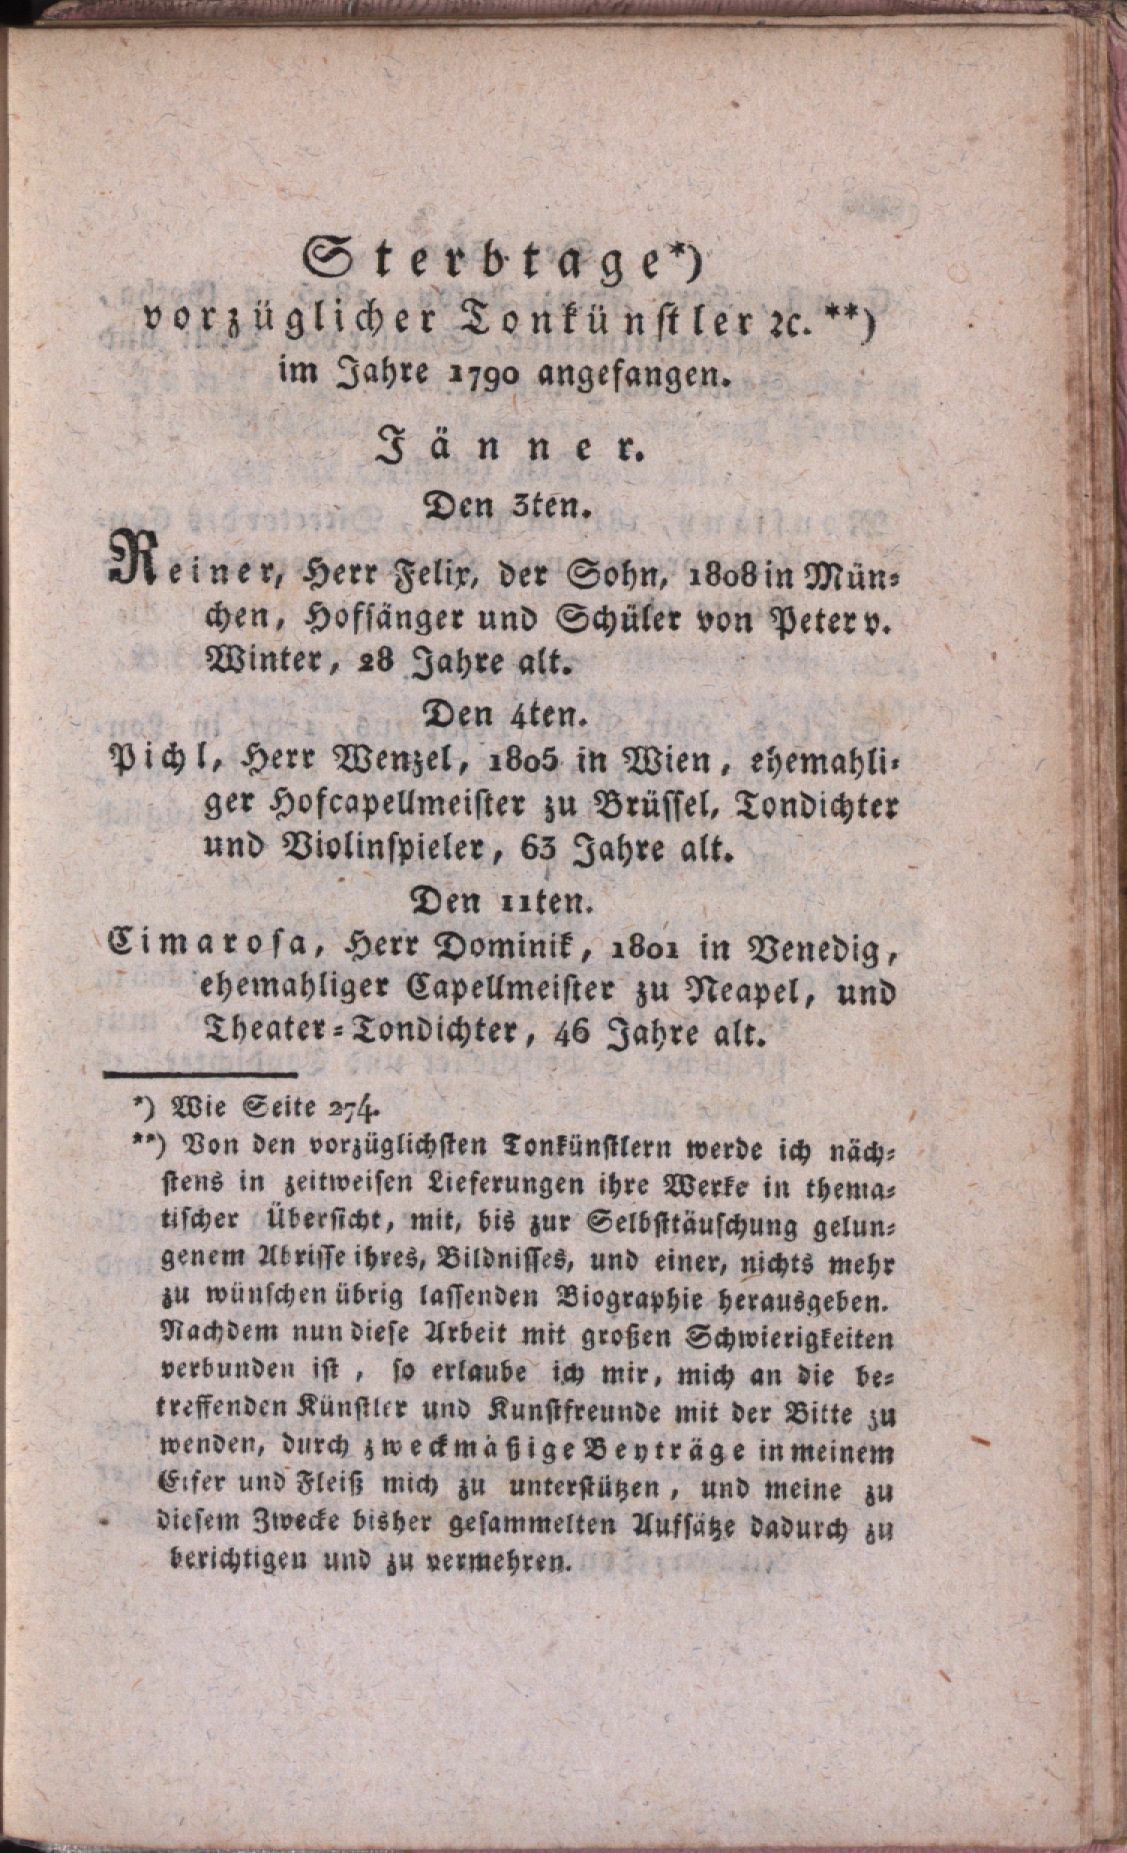 Sterbtage*)
vorzüglicher Tonkünstler ꝛc. **)
im Jahre 1790 angefangen.
Jänner.
Den 3ten.
Reiner, Herr Felix, der Sohn, 1808 in Mün=
chen, Hofsänger und Schüler von Peter v.
Winter, 28 Jahre alt.
Den 4ten.
Pichl, Herr Wenzel, 1805 in Wien, ehemahli=
ger Hofcapellmeister zu Brüssel, Tondichter
und Violinspieler, 63 Jahre alt.
Den 11ten.
Cimarosa, Herr Dominik, 1801 in Venedig,
ehemahliger Capellmeister zu Neapel, und
Theater=Tondichter, 46 Jahre alt.
*) Wie Seite 274.
**) Von den vorzüglichsten Tonkünstlern werde ich näch=
stens in zeitweisen Lieferungen ihre Werke in thema=
tischer Übersicht, mit, bis zur Selbsttäuschung gelun=
genem Abrisse ihres, Bildnisses, und einer, nichts mehr
zu wünschen übrig lassenden Biographie herausgeben.
Nachdem nun diese Arbeit mit großen Schwierigkeiten
verbunden ist, so erlaube ich mir, mich an die be=
treffenden Künstler und Kunstfreunde mit der Bitte zu
wenden, durch zweckmäßige Beyträge in meinem
Eifer und Fleiß mich zu unterstützen, und meine zu
diesem Zwecke bisher gesammelten Aufsätze dadurch zu
berichtigen und zu vermehren.